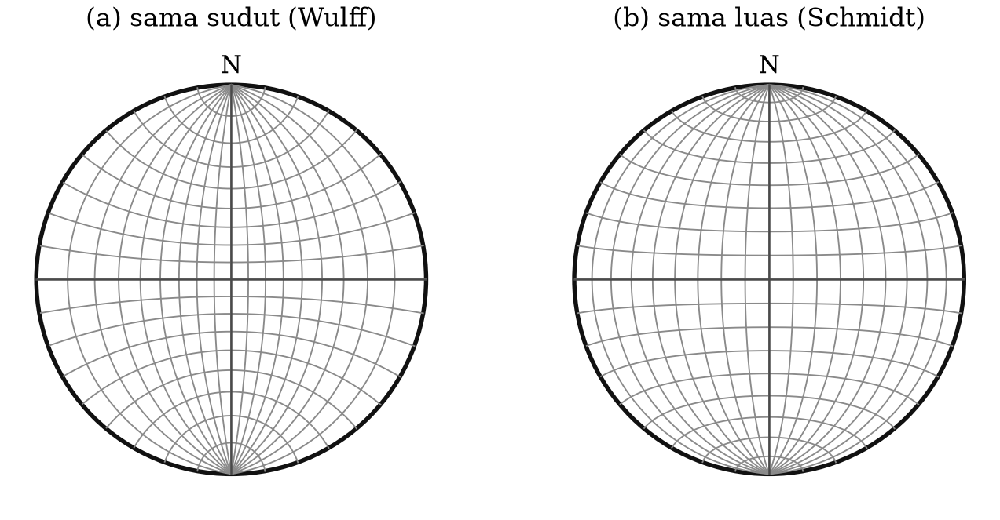 (a) sama sudut (Wulff)
(b) sama luas (Schmidt)
N
N